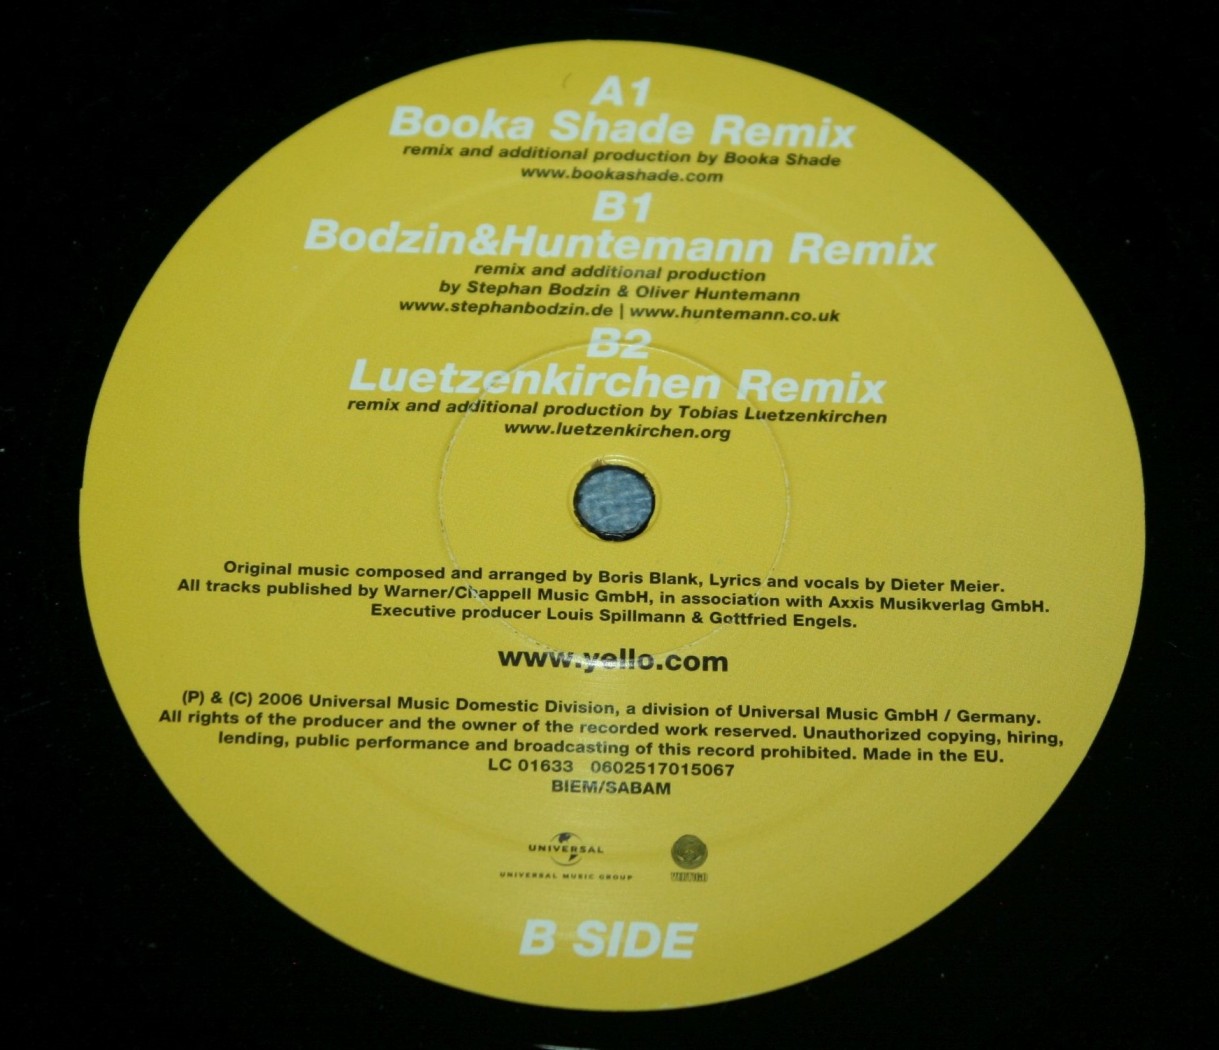 A1
Booka Shade Remix
remix and additional production by Booka Shade
www.bookashade.com
B1
Bodzin&Huntemann Remix
remix and additional production
by Stephan Bodzin & Oliver Huntemann
www.stephanbodzin.de | www.huntemann.co.uk
B2
Luetzenkirchen Remix
remix and additional production by Tobias Luetzenkirchen
www.luetzenkirchen.org
Original music composed and arranged by Boris Blank, Lyrics and vocals by Dieter Meier.
All tracks published by Warner/Chappell Music GmbH, in association with Axxis Musikverlag GmbH.
Executive producer Louis Spillmann & Gottfried Engels.
www.yello.com
(P) & (C) 2006 Universal Music Domestic Division, a division of Universal Music GmbH / Germany.
All rights of the producer and the owner of the recorded work reserved. Unauthorized copying, hiring,
lending, public performance and broadcasting of this record prohibited. Made in the EU.
LC 01633 0602517015067
BIEM/SABAM
UNIVERSAL
UNIVERSAL MUSIC GROUP
VERTIGO
B SIDE